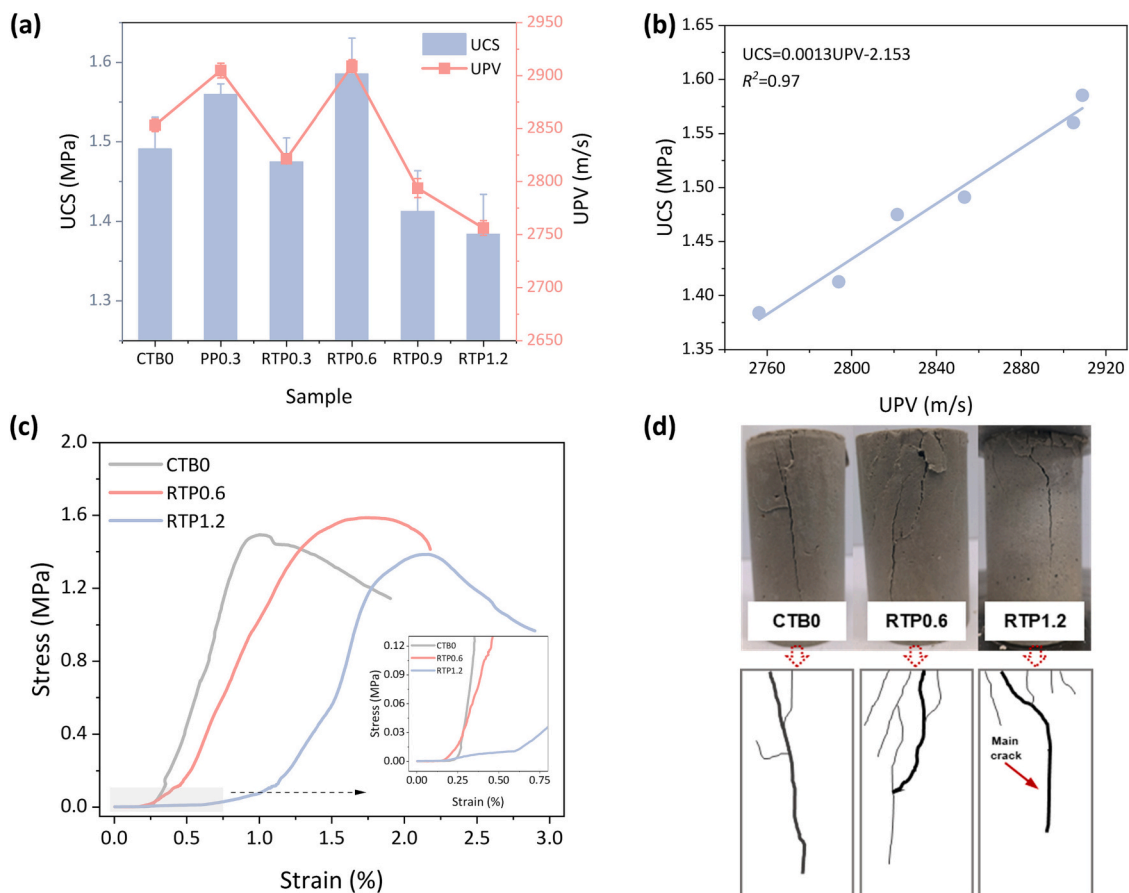 (a)
UCS
UPV
UCS (MPa)
1.6
1.5
1.4
1.3
UPV (m/s)
2950
2900
2850
2800
2750
2700
2650
CTB0 PP0.3 RTP0.3 RTP0.6 RTP0.9 RTP1.2
Sample
(b)
UCS=0.0013UPV-2.153
R²=0.97
UCS (MPa)
1.65
1.60
1.55
1.50
1.45
1.40
1.35
2760 2800 2840 2880 2920
UPV (m/s)
(c)
CTB0
RTP0.6
RTP1.2
Stress (MPa)
2.0
1.6
1.2
0.8
0.4
0.0
0.0 0.5 1.0 1.5 2.0 2.5 3.0
Strain (%)
CTB0
RTP0.6
RTP1.2
Stress (MPa)
0.12
0.09
0.06
0.03
0.00
0.00 0.25 0.50 0.75
Strain (%)
(d)
CTB0 RTP0.6 RTP1.2
Main
crack